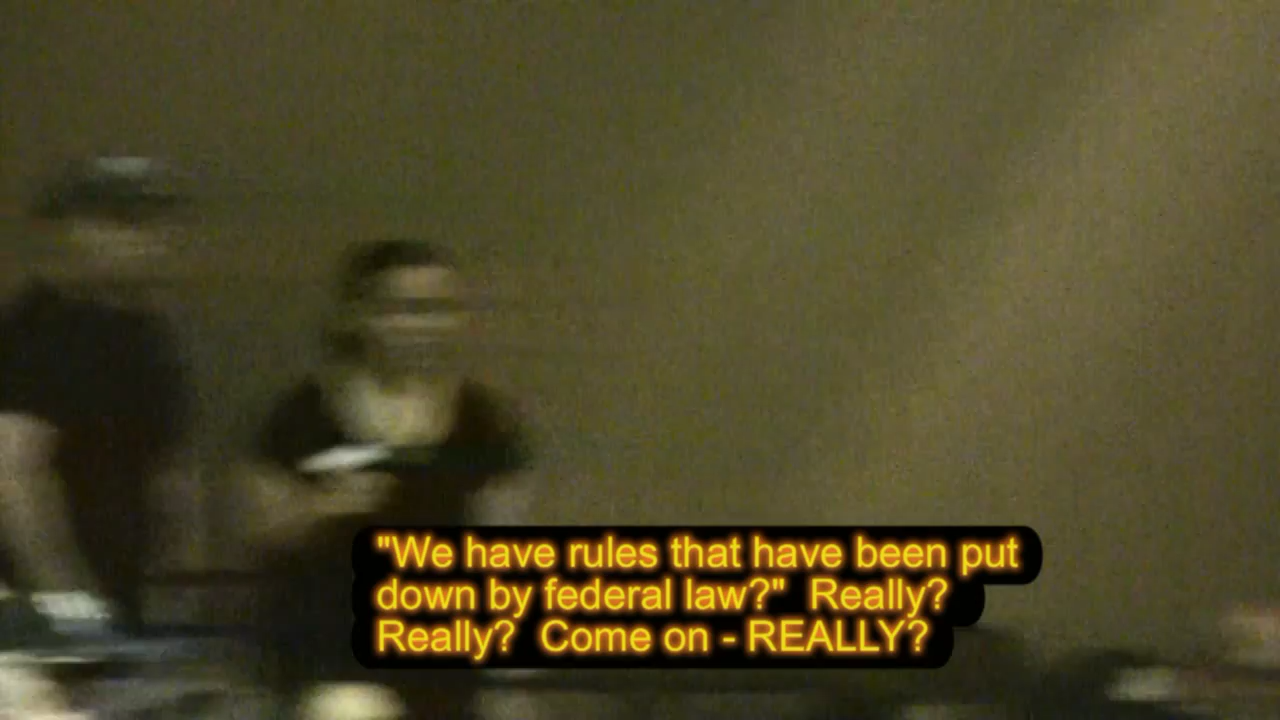 "We have rules that have been put
down by federal law?"  Really?
Really?  Come on - REALLY?